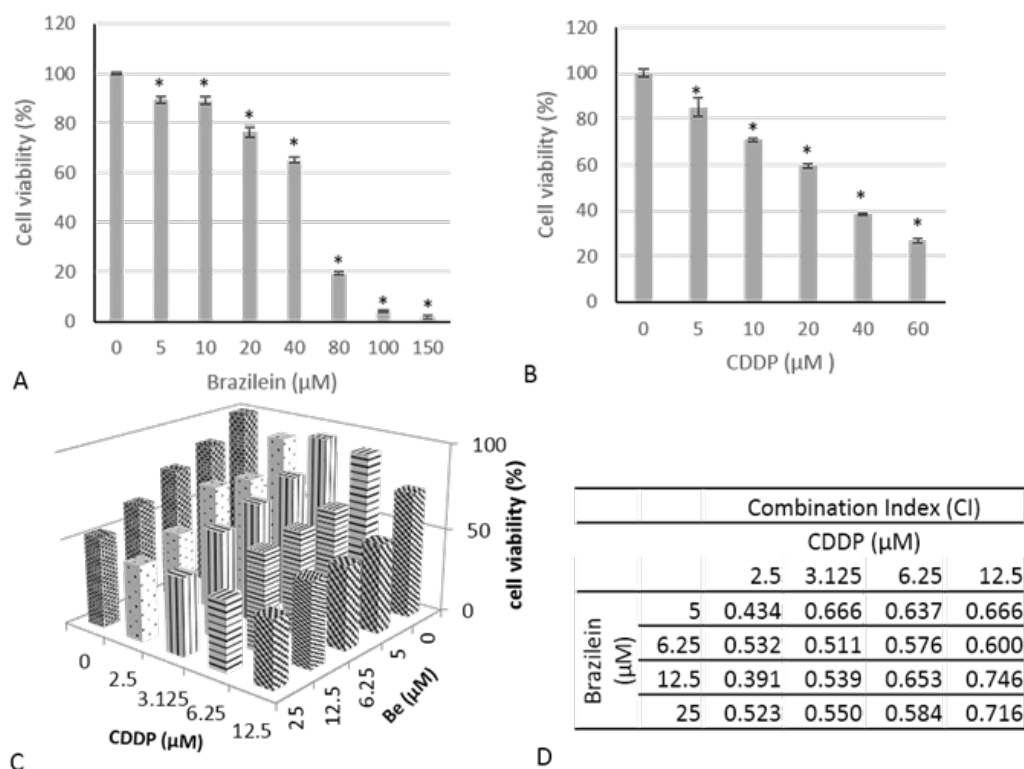 120
100
80
60
40
20
0
Cell viability (%)
* * * * * * *
0 5 10 20 40 80 100 150
Brazilein (μM)
A
120
100
80
60
40
20
0
Cell viability (%)
* * * * *
0 5 10 20 40 60
CDDP (μM )
B
100
50
0
cell viability (%)
0
2.5
3.125
6.25
12.5
CDDP (μM)
25
12.5
6.25
5
0
Be (μM)
C
Combination Index (CI)
CDDP (μM)
2.5 3.125 6.25 12.5
Brazilein (μM)
5 0.434 0.666 0.637 0.666
6.25 0.532 0.511 0.576 0.600
12.5 0.391 0.539 0.653 0.746
25 0.523 0.550 0.584 0.716
D